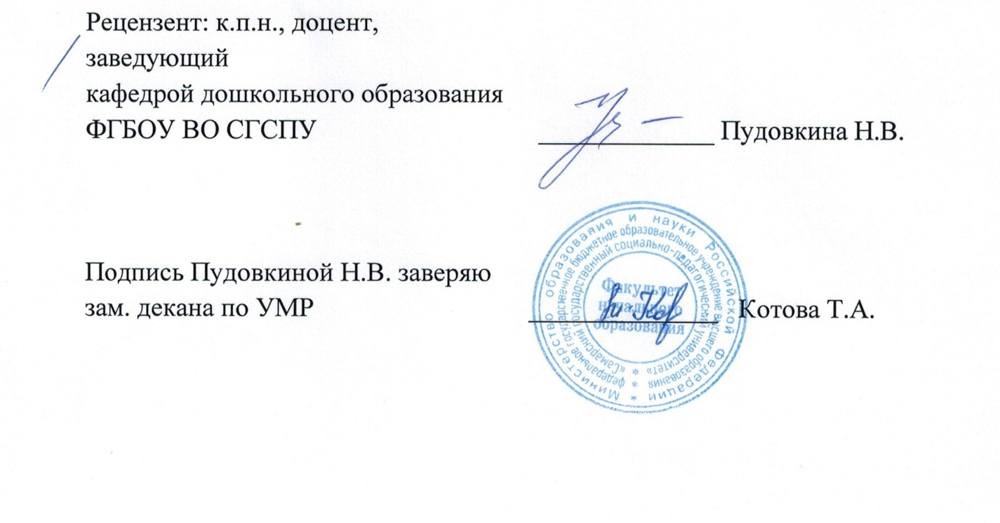 Рецензент: к.п.н., доцент,
заведующий
кафедрой дошкольного образования
ФГБОУ ВО СГСПУ
Пудовкина Н.В.
Подпись Пудовкиной Н.В. заверяю
зам. декана по УМР
Котова Т.А.
Министерство образования и науки Российской Федерации *
федеральное государственное бюджетное образовательное учреждение высшего образования *
«Самарский государственный социально-педагогический университет» *
Факультет
начального
образования